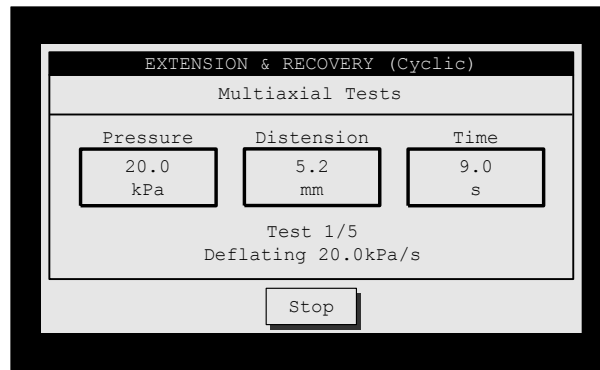 EXTENSION & RECOVERY (Cyclic)
Multiaxial Tests
Pressure Distension Time
20.0 5.2 9.0
kPa mm s
Test 1/5
Deflating 20.0kPa/s
Stop